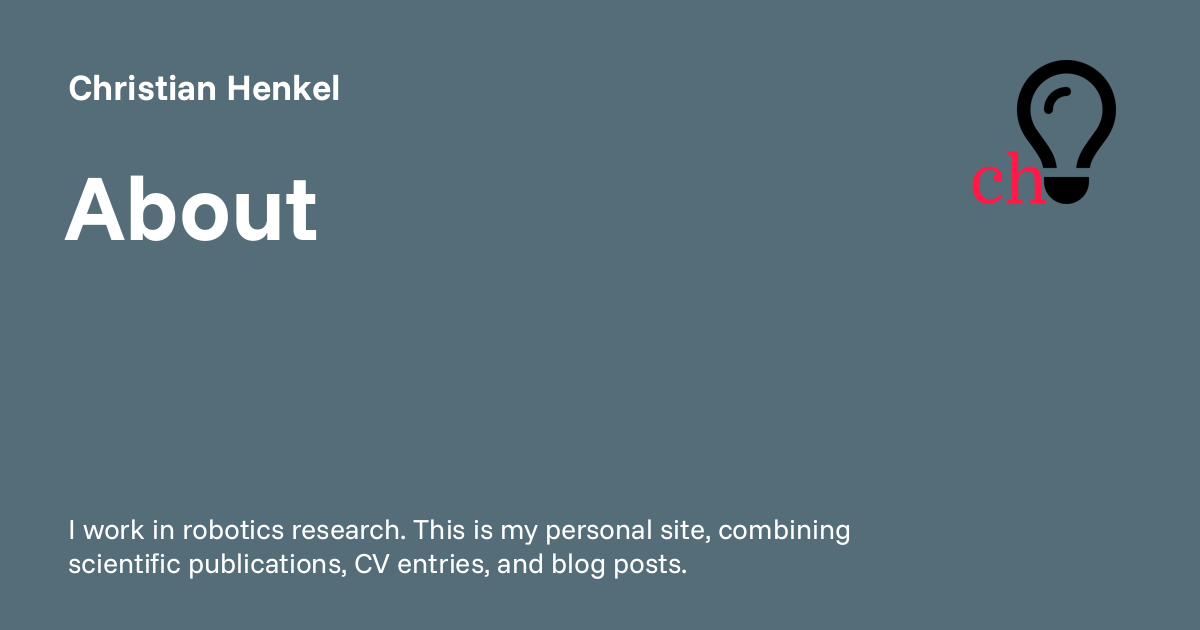 Christian Henkel
About
ch
I work in robotics research. This is my personal site, combining
scientific publications, CV entries, and blog posts.